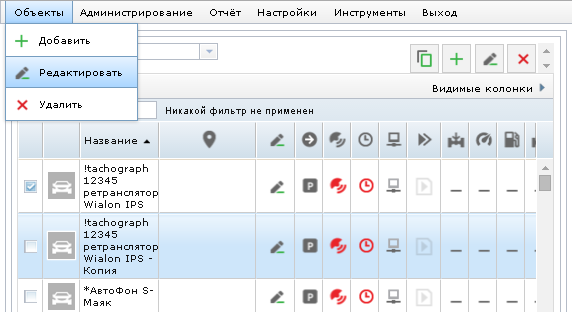 Объекты Администрирование Отчёт Настройки Инструменты Выход
Добавить
Редактировать
Видимые колонки
Удалить
Никакой фильтр не применен
Название
!tachograph
12345
ретранслятор
Wialon IPS
!tachograph
12345
ретранслятор
Wialon IPS -
Копия
*АвтоФон S-
Маяк